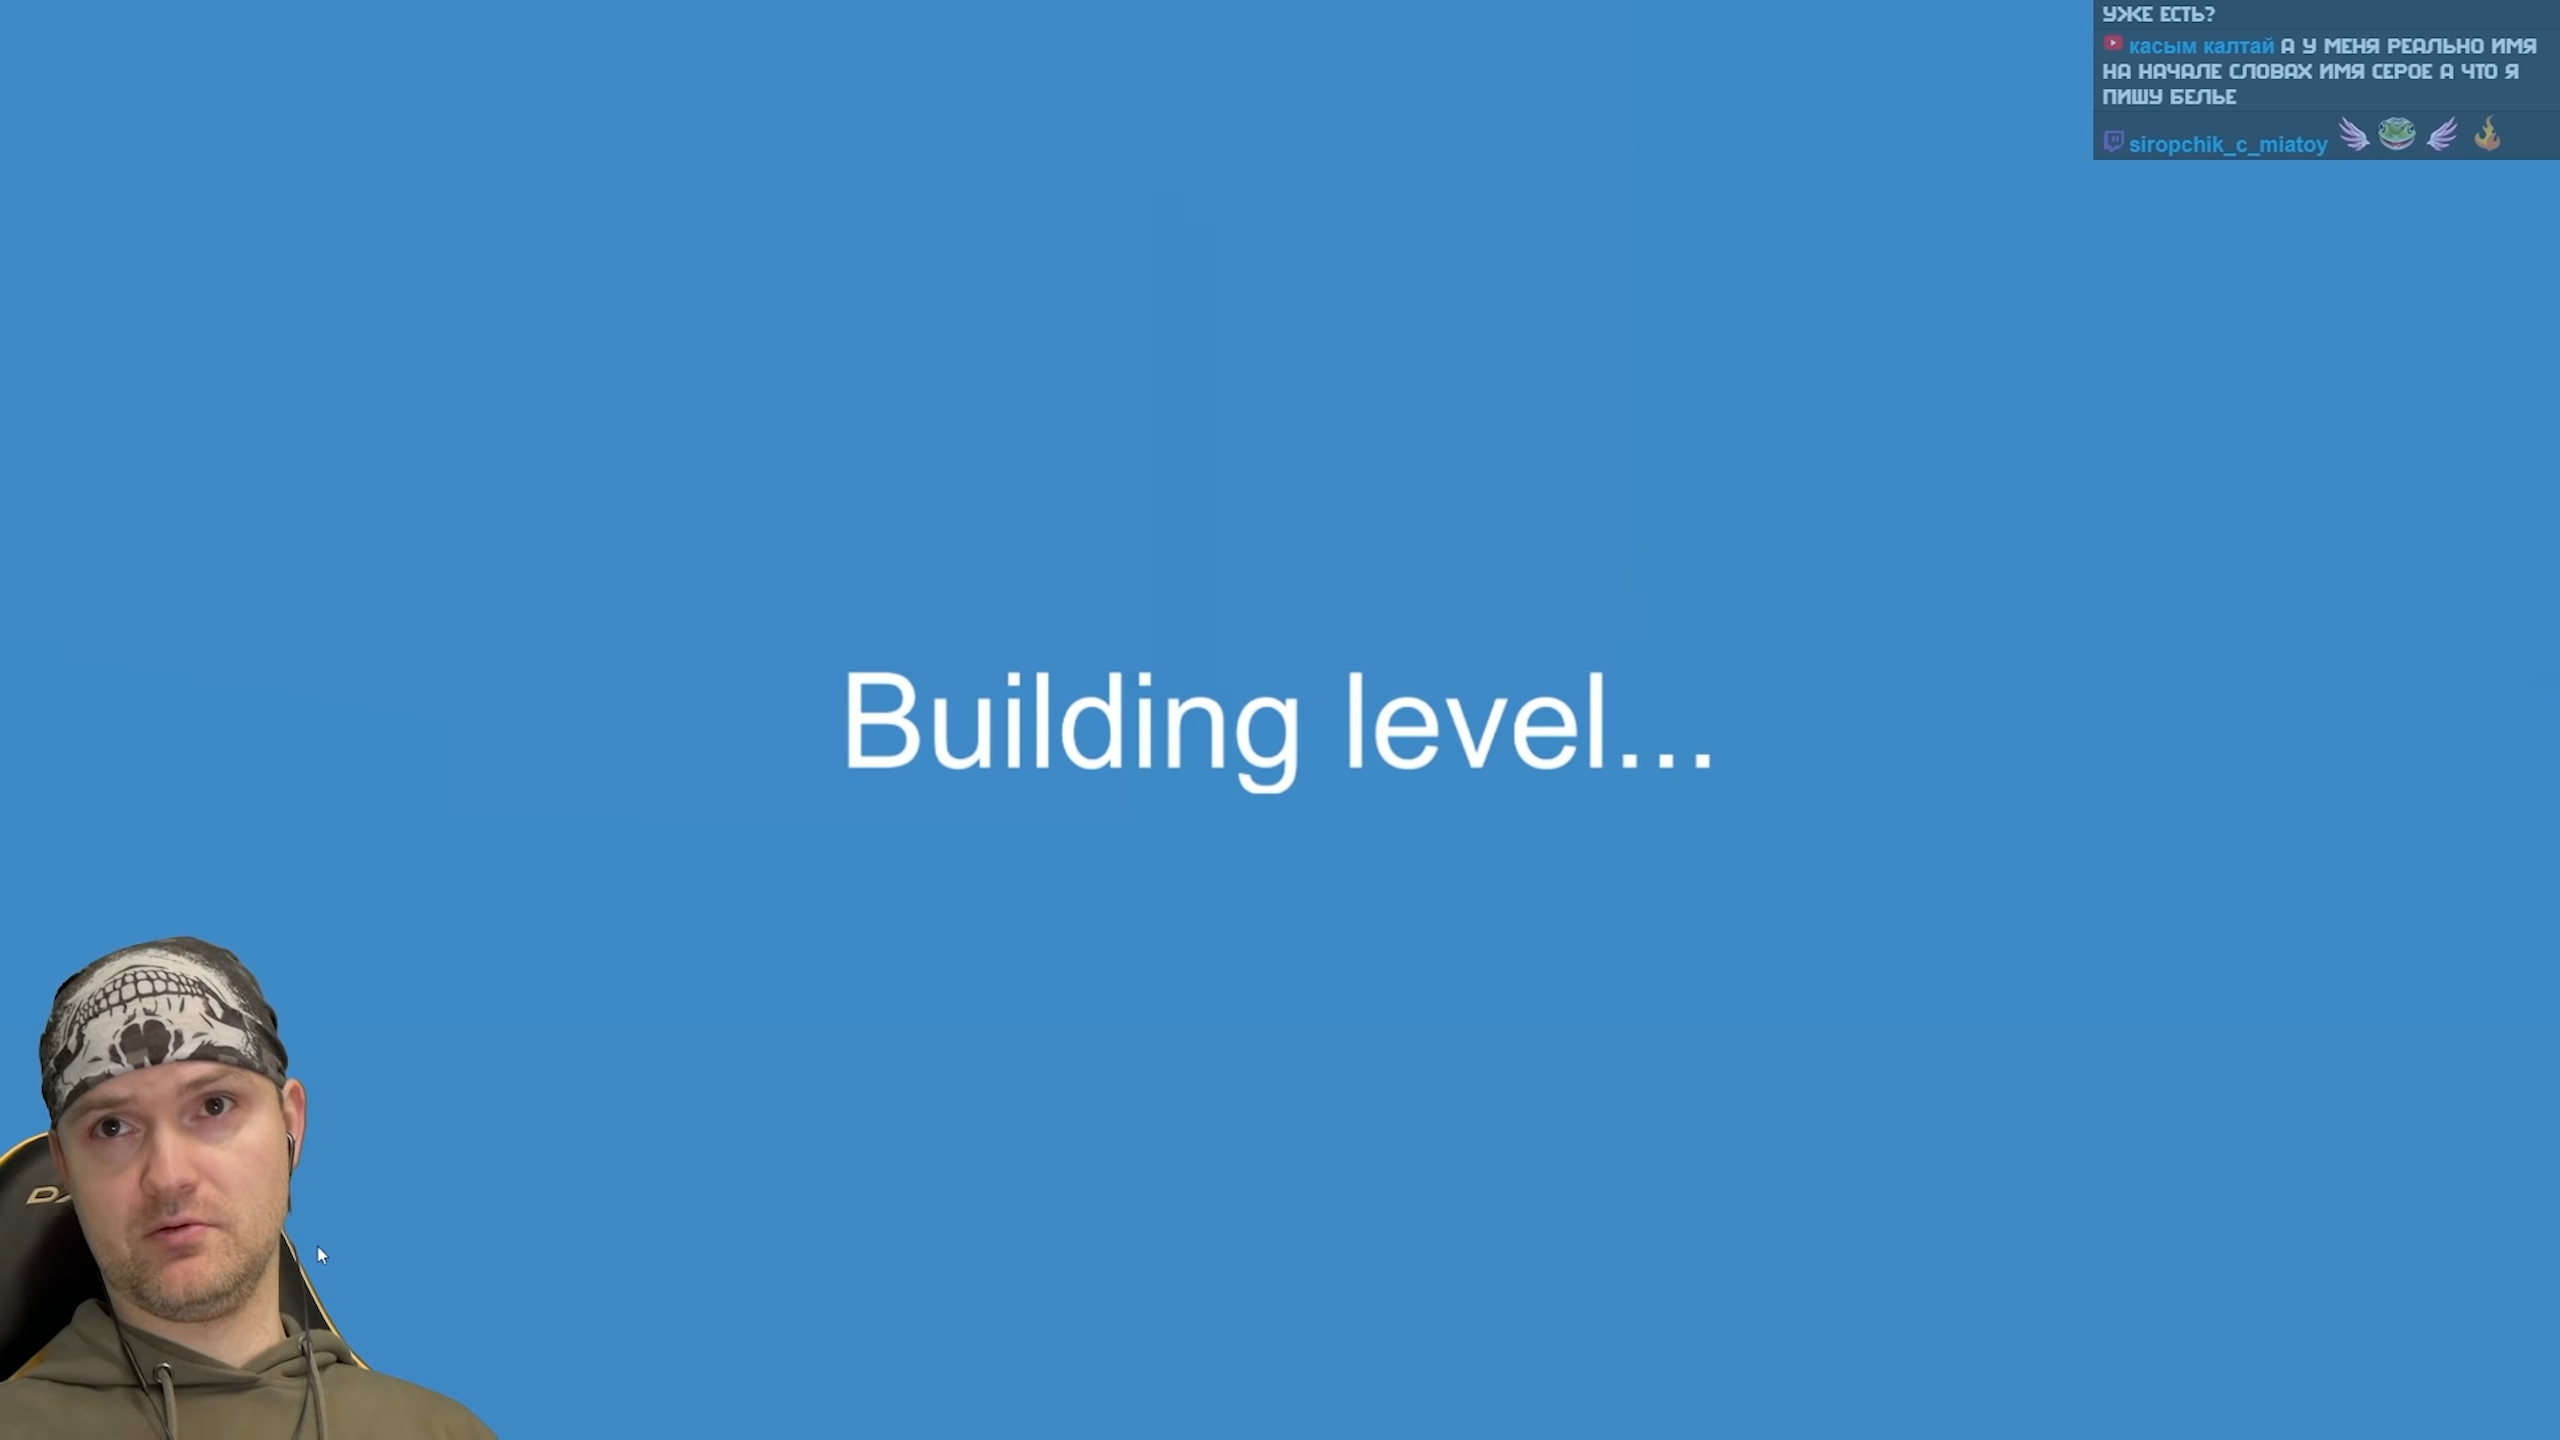 УЖЕ ЕСТЬ?
касым калтай А У МЕНЯ РЕАЛЬНО ИМЯ
НА НАЧАЛЕ СЛОВАХ ИМЯ СЕРОЕ А ЧТО Я
ПИШУ БЕЛЬЕ
siropchik_c_miatoy
Building level...